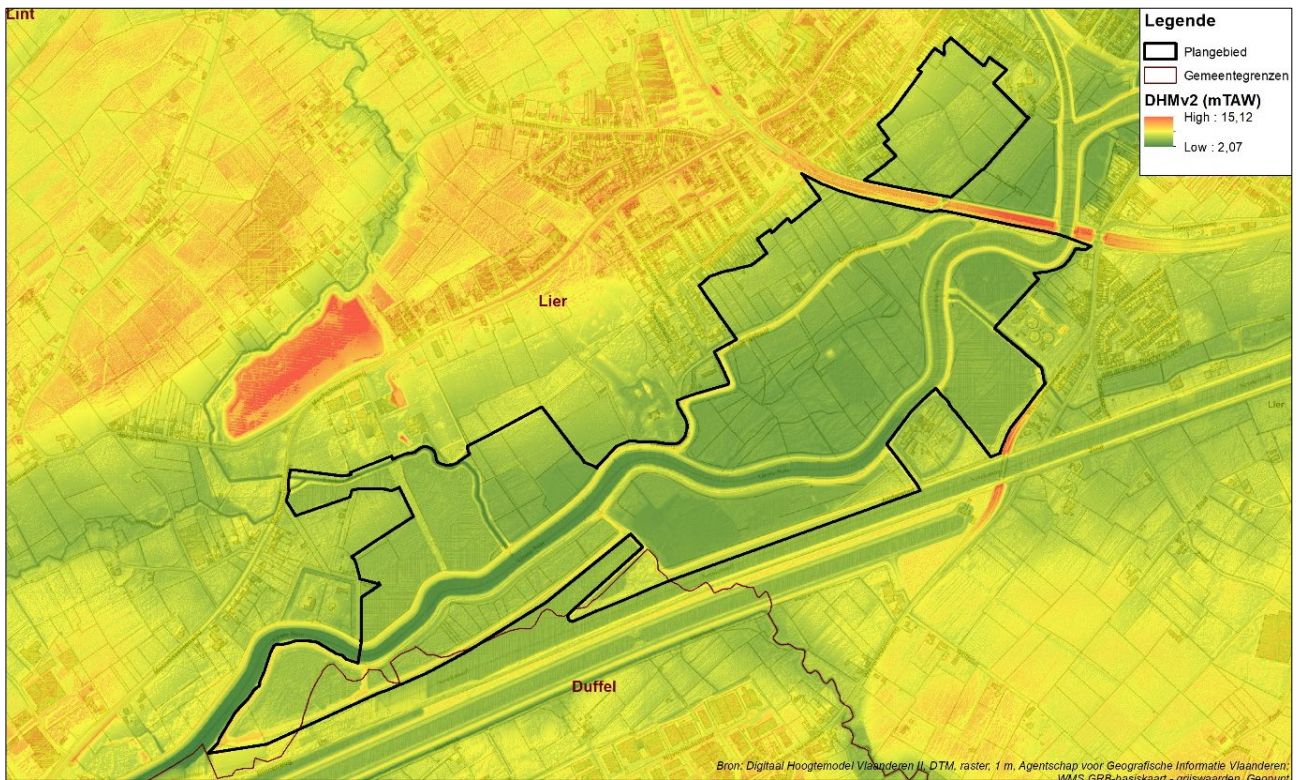 Lint
Legende
Plangebied
Gemeentegrenzen
DHMv2 (mTAW)
High : 15,12
Low : 2,07
Lier
Lier
Duffel
Bron: Digitaal Hoogtemodel Vlaanderen II, DTM, raster, 1 m, Agentschap voor Geografische Informatie Vlaanderen;
WMS GRB-basiskaart - grijswaarden, Geopunt